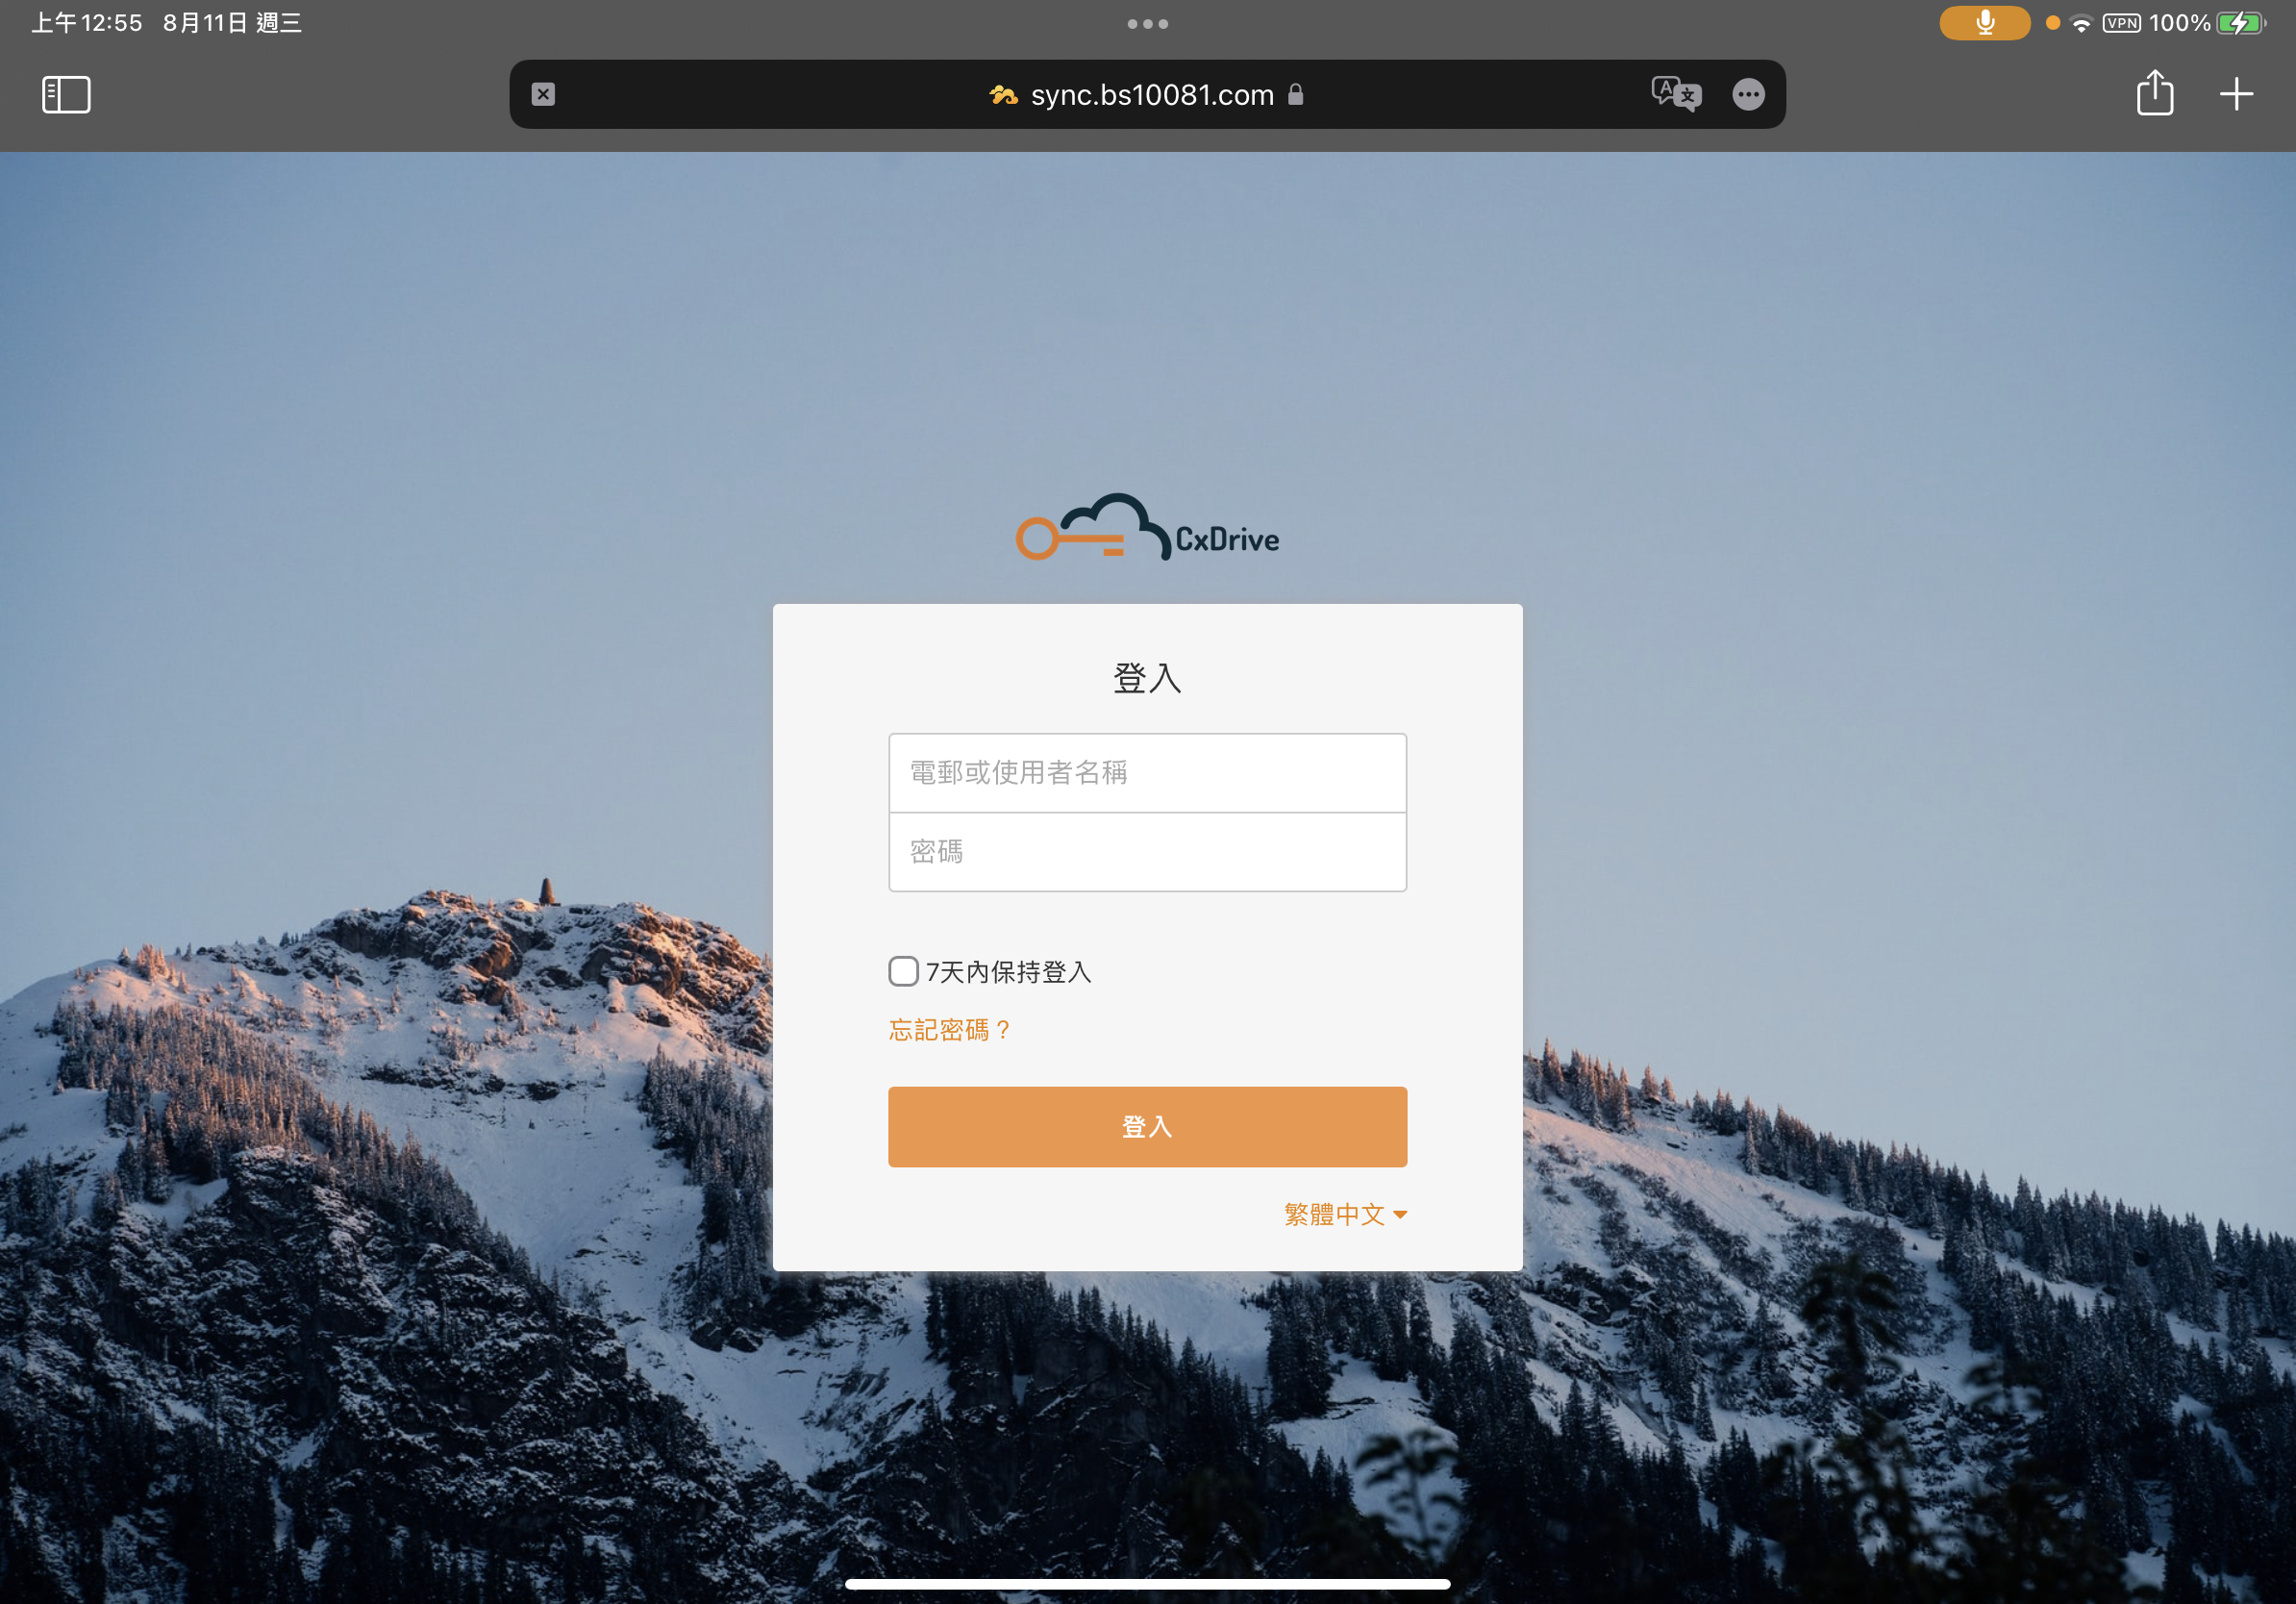 上午12:55 8月11日 週三
VPN 100%
sync.bs10081.com
CxDrive
登入
電郵或使用者名稱
密碼
7天內保持登入
忘記密碼？
登入
繁體中文